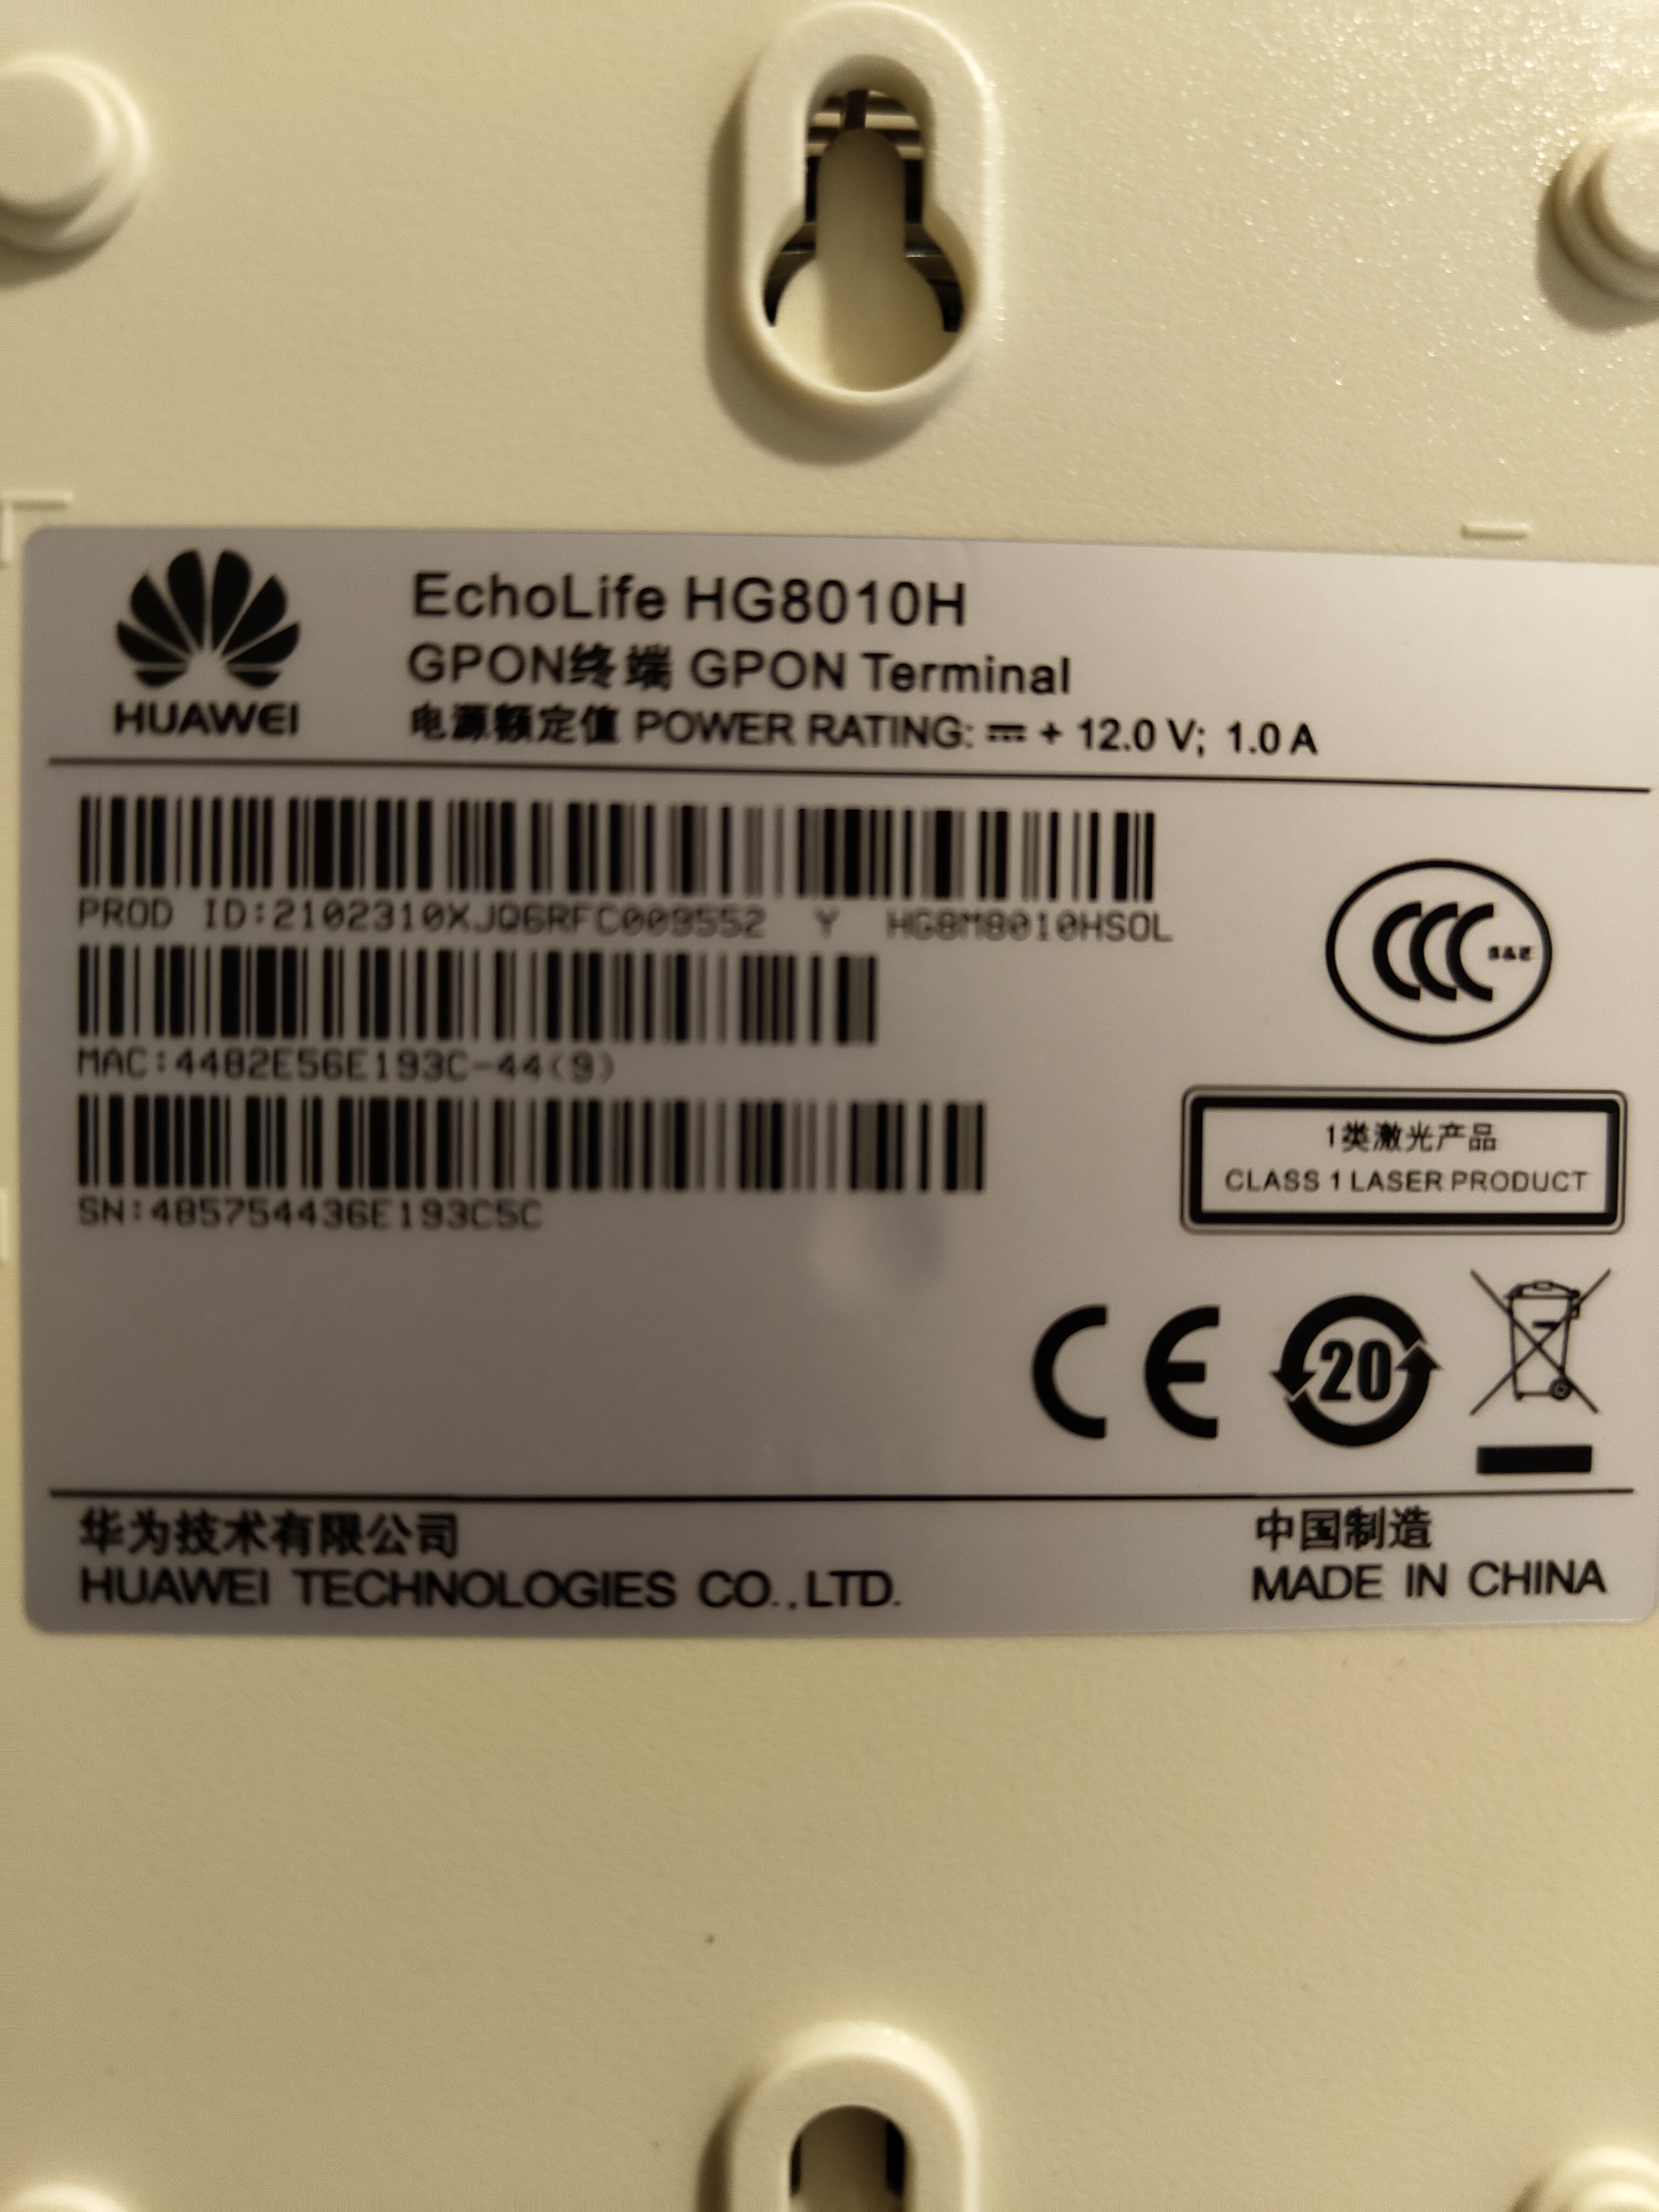 HUAWEI
EchoLife HG8010H
GPON终端 GPON Terminal
电源额定值 POWER RATING: ⎓ + 12.0 V; 1.0 A
PROD ID:2102310XJQ6RFC009552 Y HG8M8010HSOL
MAC:4482E56E193C-44(9)
SN:485754436E193C5C
CCC S&E
1类激光产品
CLASS 1 LASER PRODUCT
CE 20
华为技术有限公司
HUAWEI TECHNOLOGIES CO.,LTD.
中国制造
MADE IN CHINA